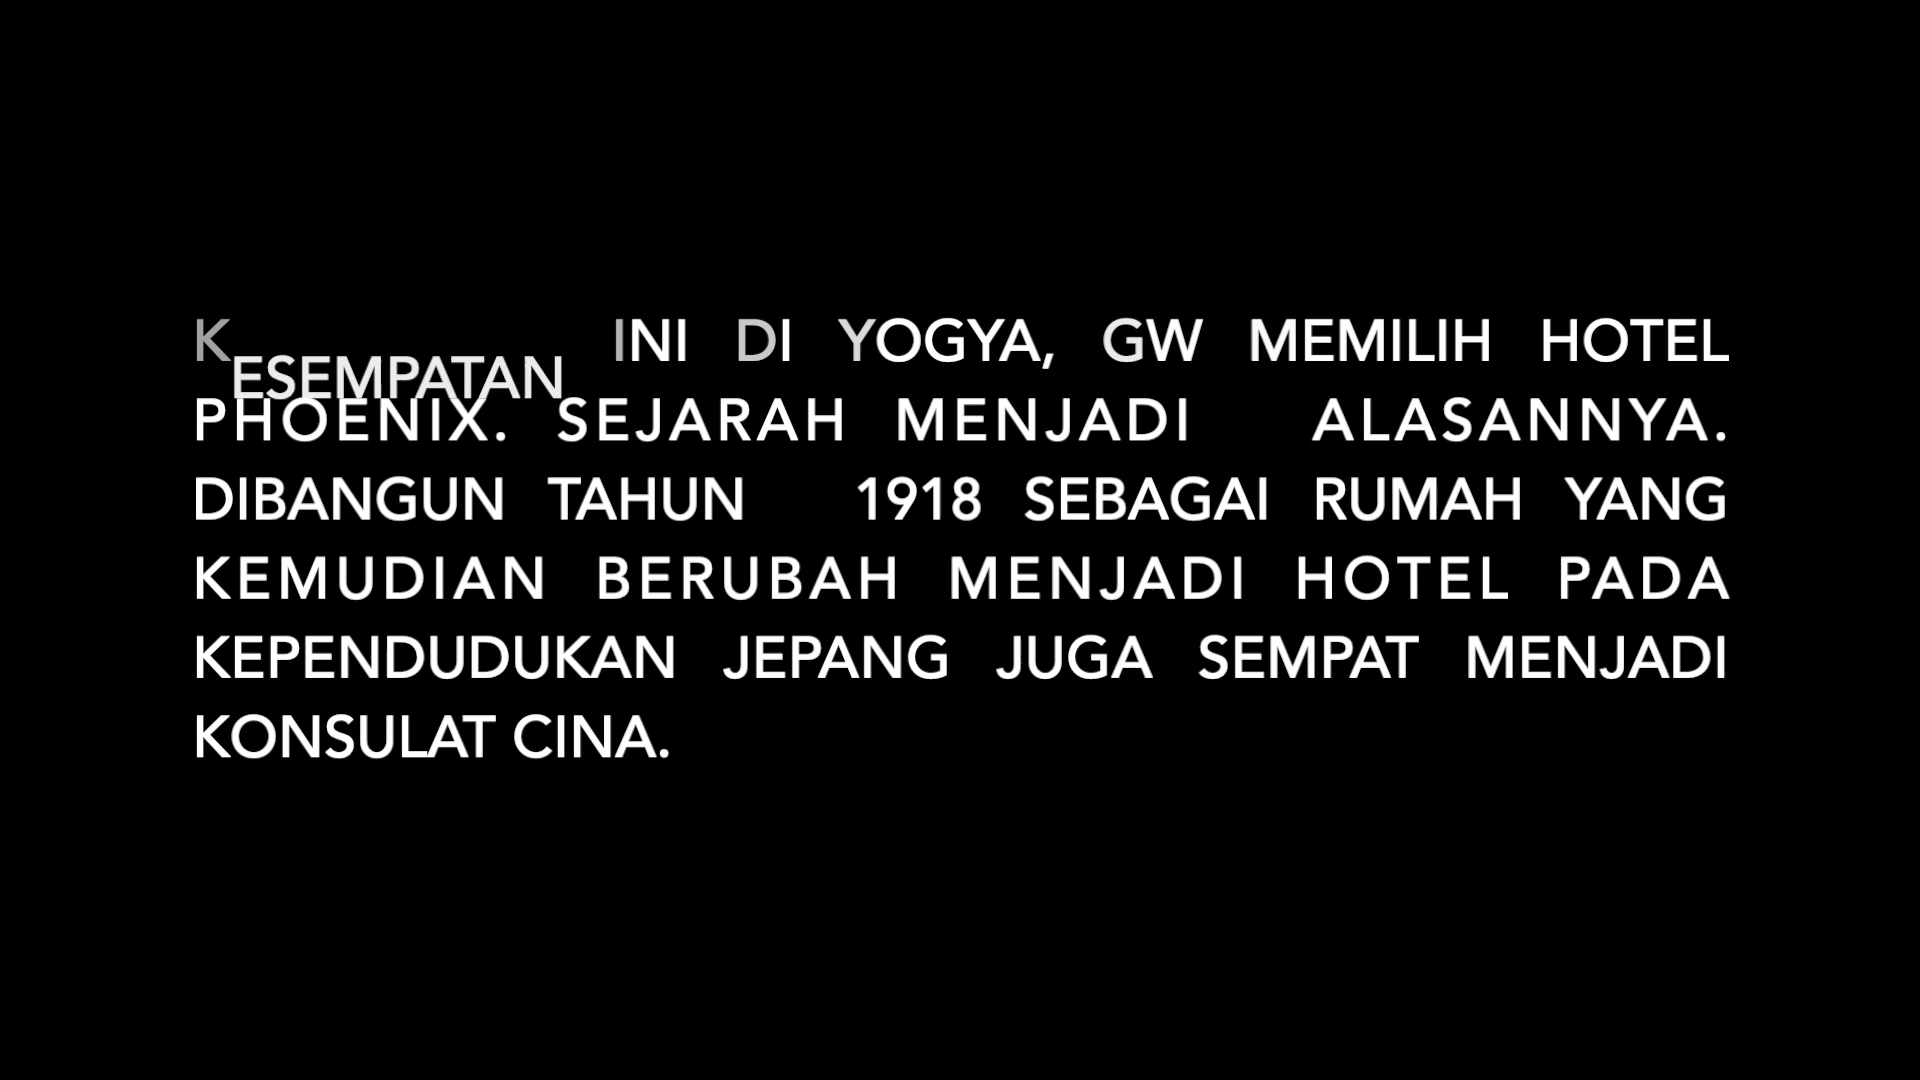 KESEMPATAN INI DI YOGYA, GW MEMILIH HOTEL
PHOENIX. SEJARAH MENJADI ALASANNYA.
DIBANGUN TAHUN 1918 SEBAGAI RUMAH YANG
KEMUDIAN BERUBAH MENJADI HOTEL PADA
KEPENDUDUKAN JEPANG JUGA SEMPAT MENJADI
KONSULAT CINA.